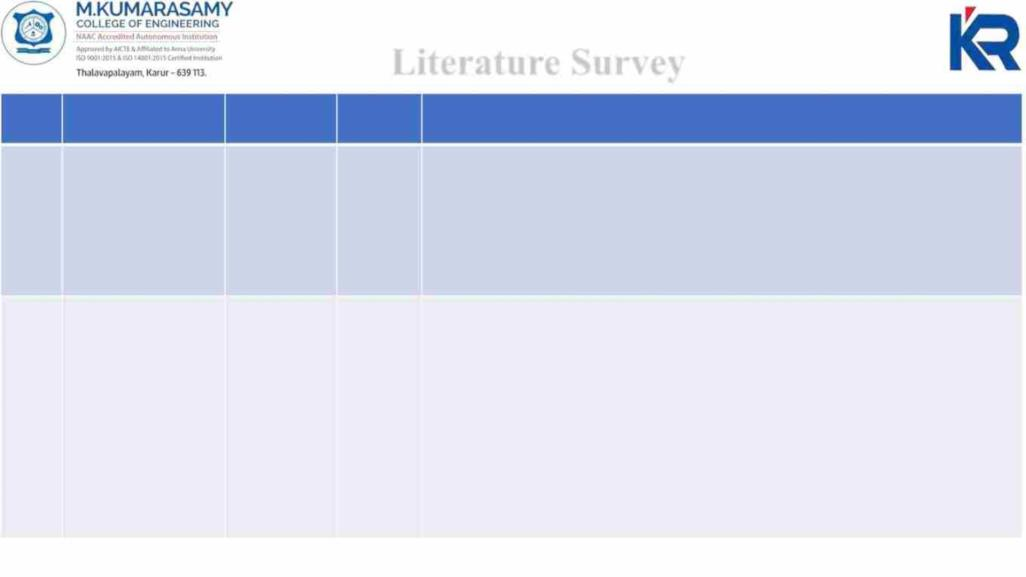 M.KUMARASAMY
COLLEGE OF ENGINEERING
NAAC Accredited Autonomous Institution
Approved by AICTE & Affiliated to Anna University
ISO 9001:2015 & ISO 14001:2015 Certified Institution
Thalavapalayam, Karur – 639 113.
KR
Literature Survey